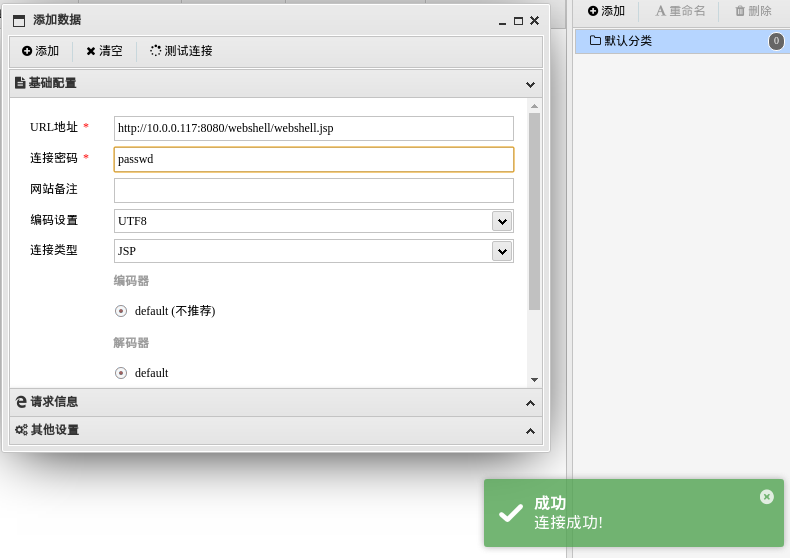 添加数据
添加 清空 测试连接
基础配置
URL地址 * http://10.0.0.117:8080/webshell/webshell.jsp
连接密码 * passwd
网站备注
编码设置 UTF8
连接类型 JSP
编码器
default (不推荐)
解码器
default
请求信息
其他设置
添加 重命名 删除
默认分类 0
成功
连接成功!